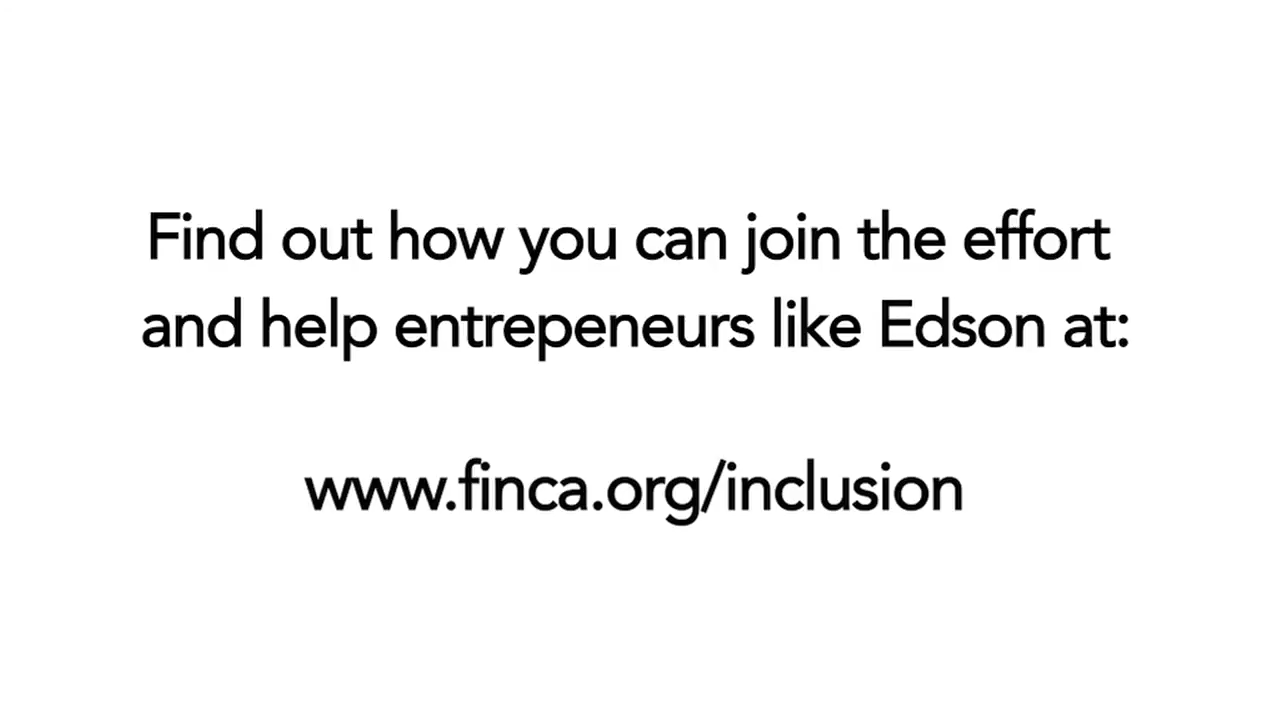 Find out how you can join the effort
and help entrepeneurs like Edson at:
www.finca.org/inclusion